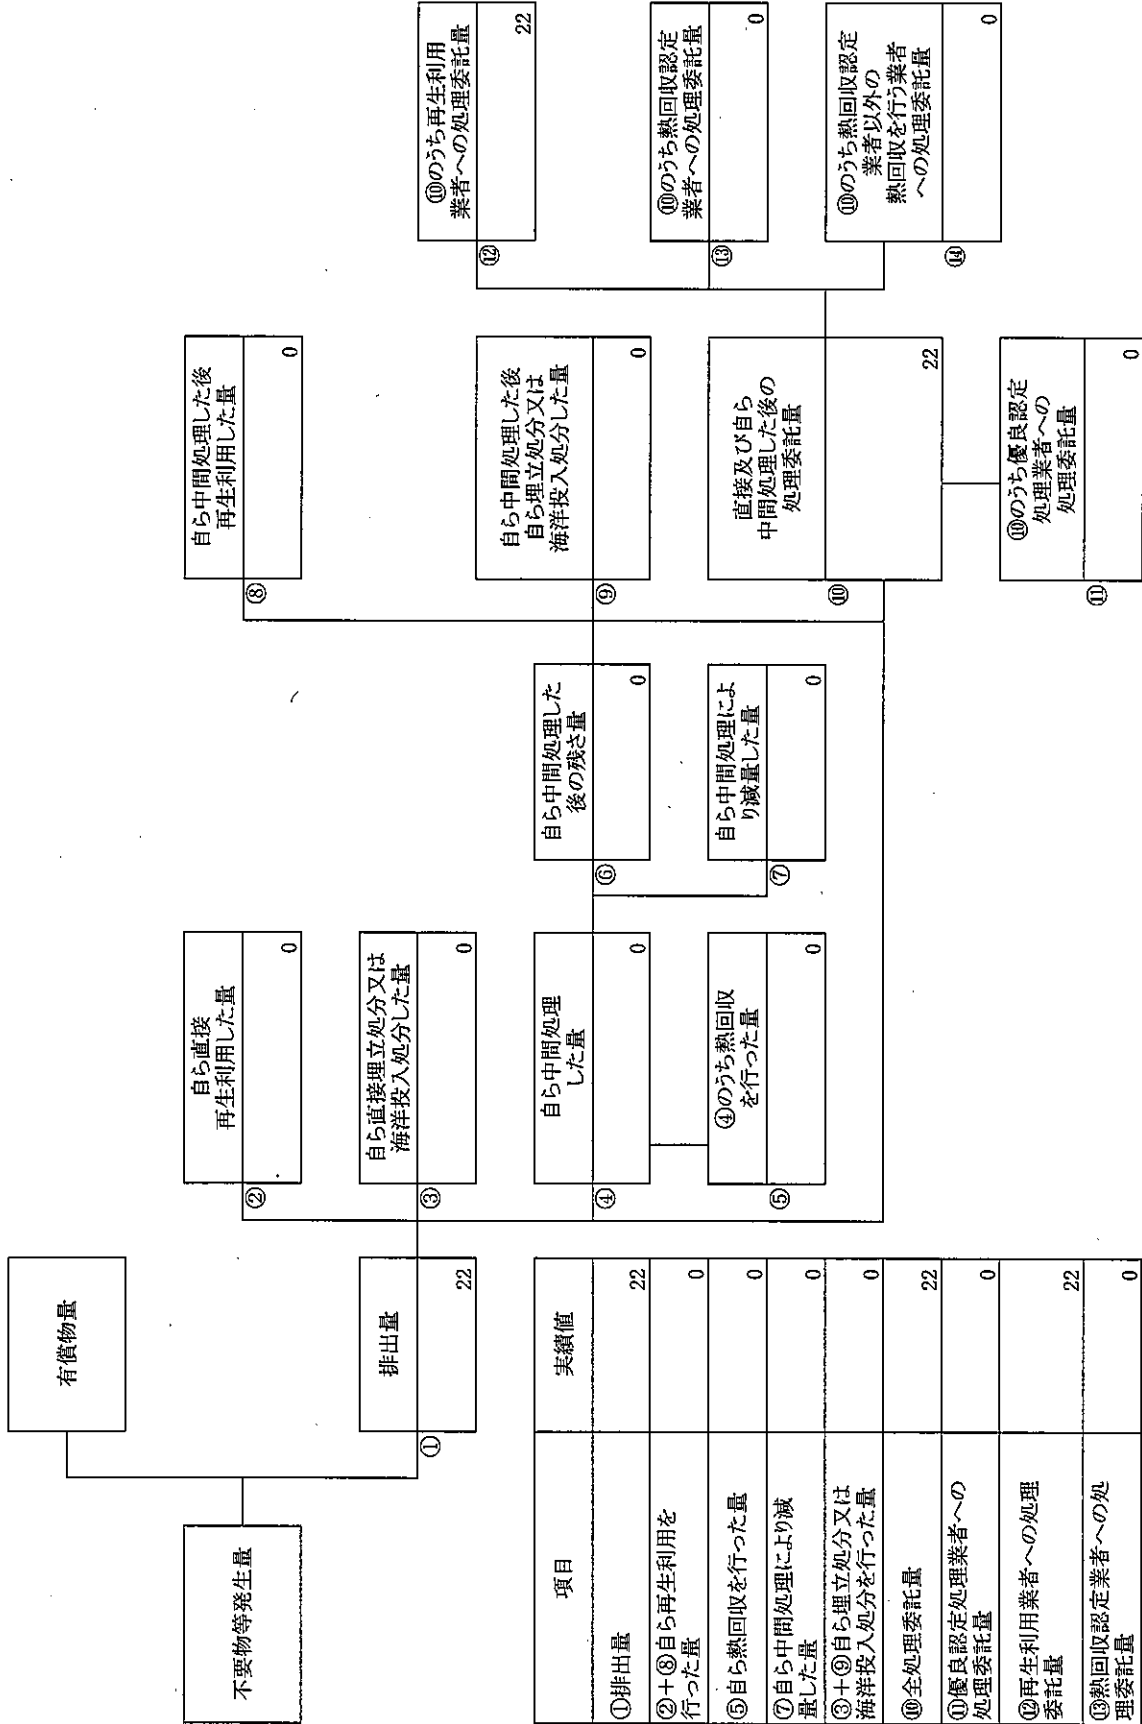 不要物等発生量
有償物量
排出量
①
22
自ら直接
再生利用した量
②
0
自ら直接埋立処分又は
海洋投入処分した量
③
0
自ら中間処理
した量
④
0
④のうち熱回収
を行った量
⑤
0
自ら中間処理した
後の残さ量
⑥
0
自ら中間処理によ
り減量した量
⑦
0
自ら中間処理した後
再生利用した量
⑧
0
自ら中間処理した後
自ら埋立処分又は
海洋投入処分した量
⑨
0
直接及び自ら
中間処理した後の
処理委託量
⑩
22
⑩のうち優良認定
処理業者への
処理委託量
⑪
0
⑩のうち再生利用
業者への処理委託量
⑫
22
⑩のうち熱回収認定
業者への処理委託量
⑬
0
⑩のうち熱回収認定
業者以外の
熱回収を行う業者
への処理委託量
⑭
0
項目 実績値
①排出量 22
②+⑧自ら再生利用を
行った量 0
⑤自ら熱回収を行った量 0
⑦自ら中間処理により減
量した量 0
③+⑨自ら埋立処分又は
海洋投入処分を行った量 0
⑩全処理委託量 22
⑪優良認定処理業者への
処理委託量 0
⑫再生利用業者への処理
委託量 22
⑬熱回収認定業者への処
理委託量 0